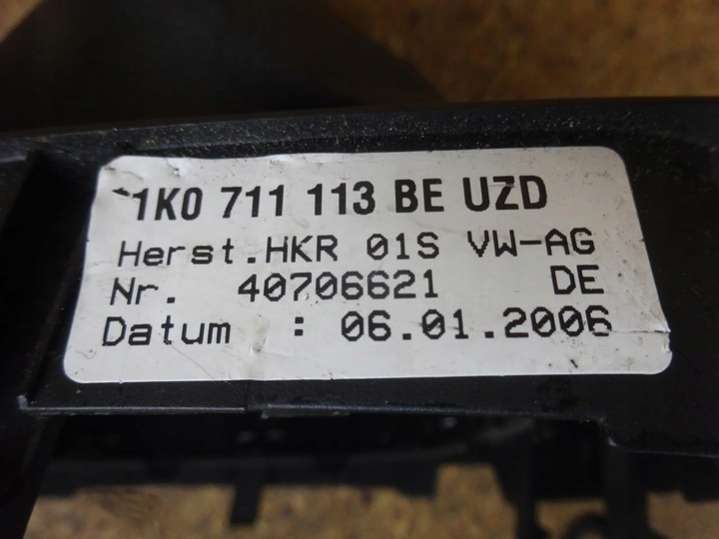 1K0 711 113 BE UZD
Herst.HKR 01S VW-AG
Nr. 40706621 DE
Datum : 06.01.2006